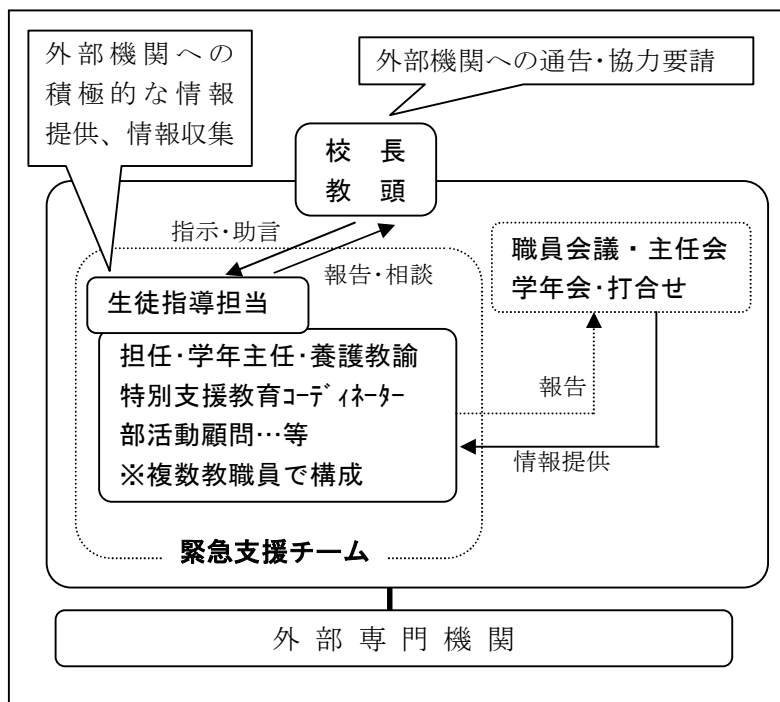 外部機関への
積極的な情報
提供、情報収集
外部機関への通告・協力要請
校　長
教　頭
指示・助言
報告・相談
職員会議・主任会
学年会・打合せ
生徒指導担当
担任・学年主任・養護教諭
特別支援教育ｺｰﾃﾞｨﾈｰﾀｰ
部活動顧問…等
※複数教職員で構成
報告
情報提供
緊急支援チーム
外 部 専 門 機 関